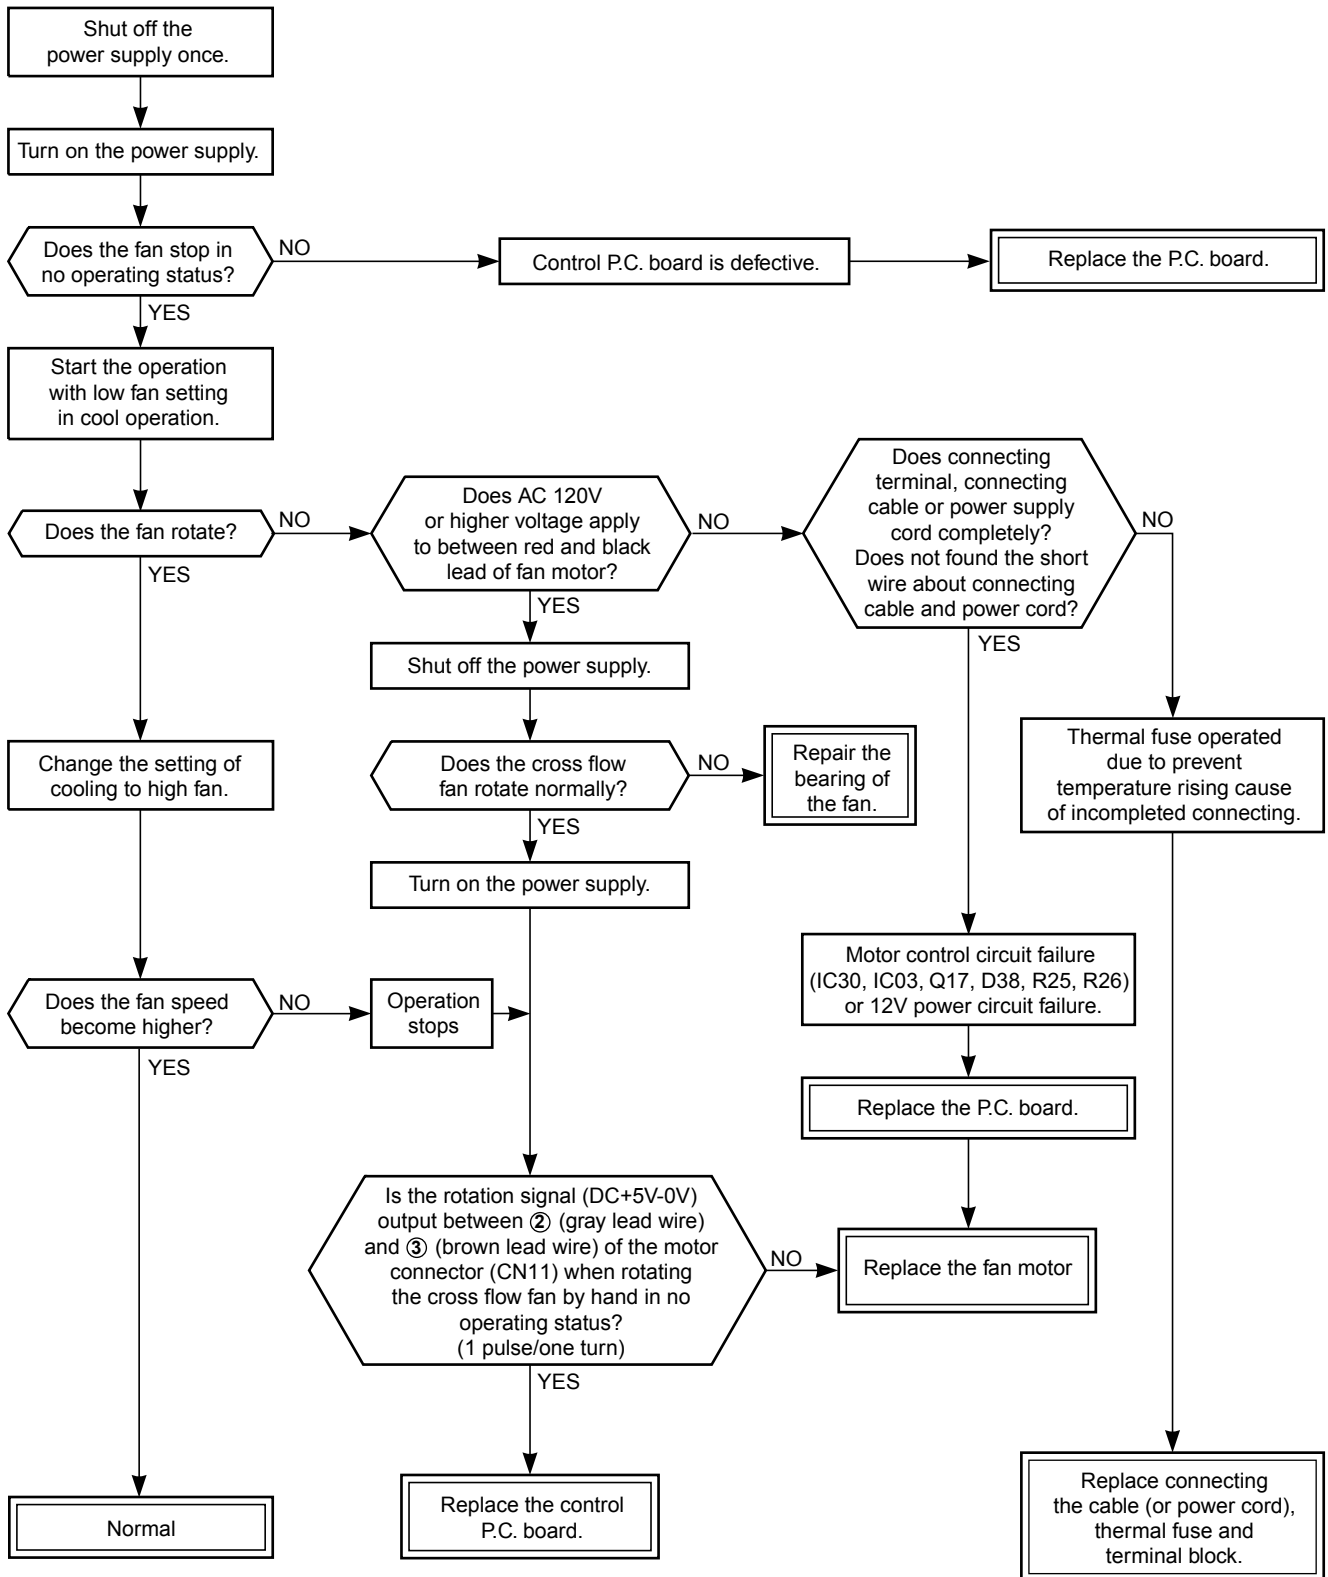 Shut off the
power supply once.
Turn on the power supply.
Does the fan stop in
no operating status?
NO
Control P.C. board is defective.
Replace the P.C. board.
YES
Start the operation
with low fan setting
in cool operation.
Does the fan rotate?
NO
Does AC 120V
or higher voltage apply
to between red and black
lead of fan motor?
NO
Does connecting
terminal, connecting
cable or power supply
cord completely?
Does not found the short
wire about connecting
cable and power cord?
NO
YES
YES
YES
Shut off the power supply.
Change the setting of
cooling to high fan.
Does the cross flow
fan rotate normally?
NO
Repair the
bearing of
the fan.
Thermal fuse operated
due to prevent
temperature rising cause
of incompleted connecting.
YES
Turn on the power supply.
Motor control circuit failure
(IC30, IC03, Q17, D38, R25, R26)
or 12V power circuit failure.
Does the fan speed
become higher?
NO
Operation
stops
YES
Replace the P.C. board.
Is the rotation signal (DC+5V-0V)
output between ② (gray lead wire)
and ③ (brown lead wire) of the motor
connector (CN11) when rotating
the cross flow fan by hand in no
operating status?
(1 pulse/one turn)
NO
Replace the fan motor
YES
Normal
Replace the control
P.C. board.
Replace connecting
the cable (or power cord),
thermal fuse and
terminal block.